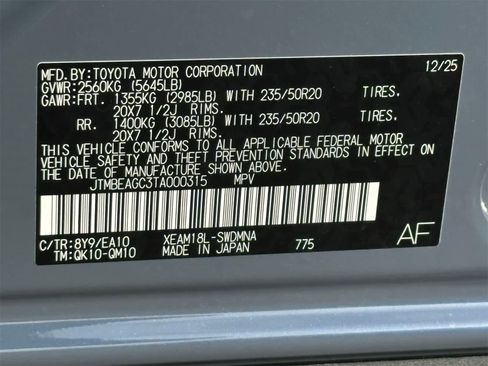 MFD.BY:TOYOTA MOTOR CORPORATION 12/25
GVWR:2560KG (5645LB)
GAWR:FRT. 1355KG (2985LB) WITH 235/50R20 TIRES.
20X7 1/2J RIMS.
RR. 1400KG (3085LB) WITH 235/50R20 TIRES.
20X7 1/2J RIMS.
THIS VEHICLE CONFORMS TO ALL APPLICABLE FEDERAL MOTOR
VEHICLE SAFETY AND THEFT PREVENTION STANDARDS IN EFFECT ON
THE DATE OF MANUFACTURE SHOWN ABOVE.
JTMBEAGC3TA000315 MPV
C/TR:8Y9/EA10 XEAM18L-SWDMNA
TM:QK10-QM10 MADE IN JAPAN 775 AF